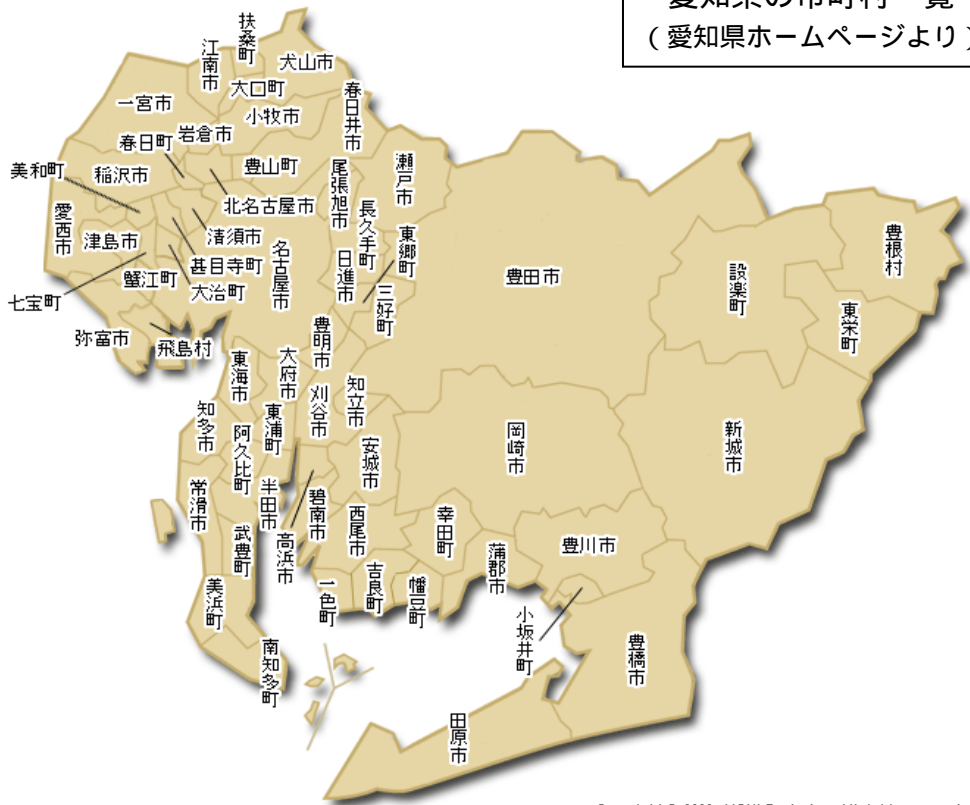 愛知県の市町村一覧
(愛知県ホームページより)
扶桑町
江南市
犬山市
大口町
一宮市
小牧市
春日井市
岩倉市
春日町
豊山町
瀬戸市
美和町
稲沢市
尾張旭市
北名古屋市
長久手町
愛西市
津島市
清須市
東郷町
豊根村
名古屋市
日進市
甚目寺町
蟹江町
大治町
豊田市
設楽町
七宝町
三好町
東栄町
弥富市
飛島村
豊明市
東海市
大府市
知立市
刈谷市
知多市
東浦町
阿久比町
岡崎市
新城市
安城市
常滑市
半田市
碧南市
西尾市
幸田町
豊川市
武豊町
高浜市
蒲郡市
美浜町
一色町
吉良町
幡豆町
小坂井町
南知多町
豊橋市
田原市